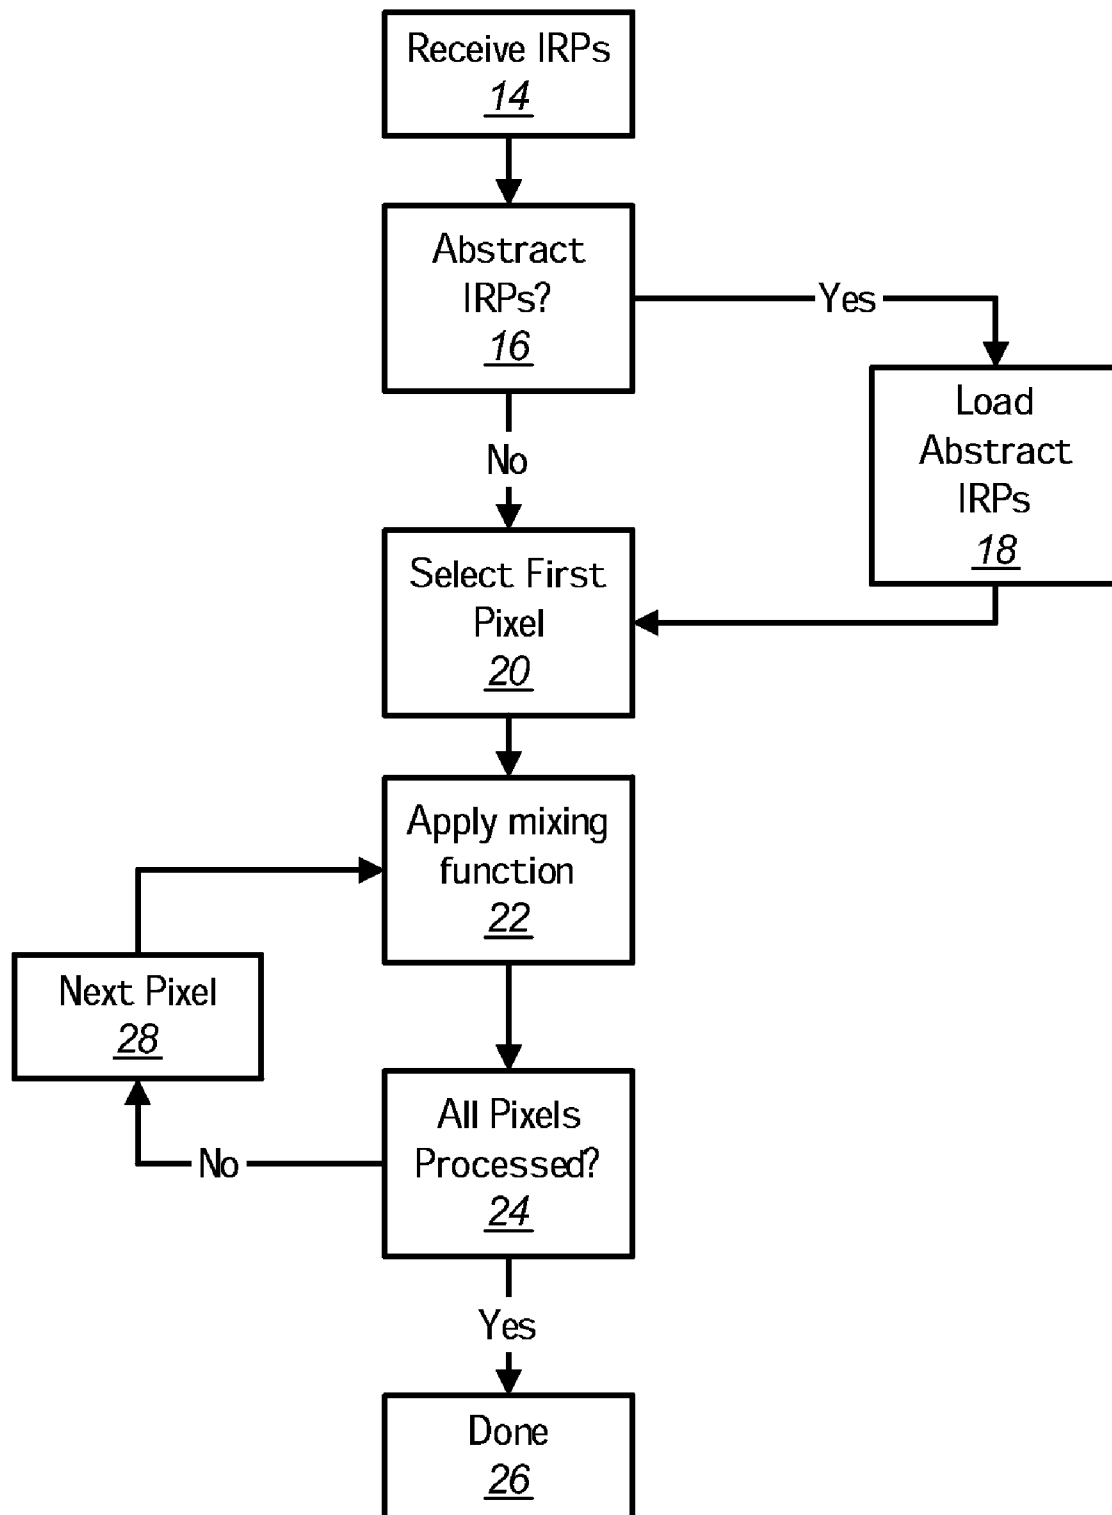 Receive IRPs
14
Abstract
IRPs?
16
Yes
Load
Abstract
IRPs
18
No
Select First
Pixel
20
Apply mixing
function
22
Next Pixel
28
All Pixels
Processed?
24
No
Yes
Done
26